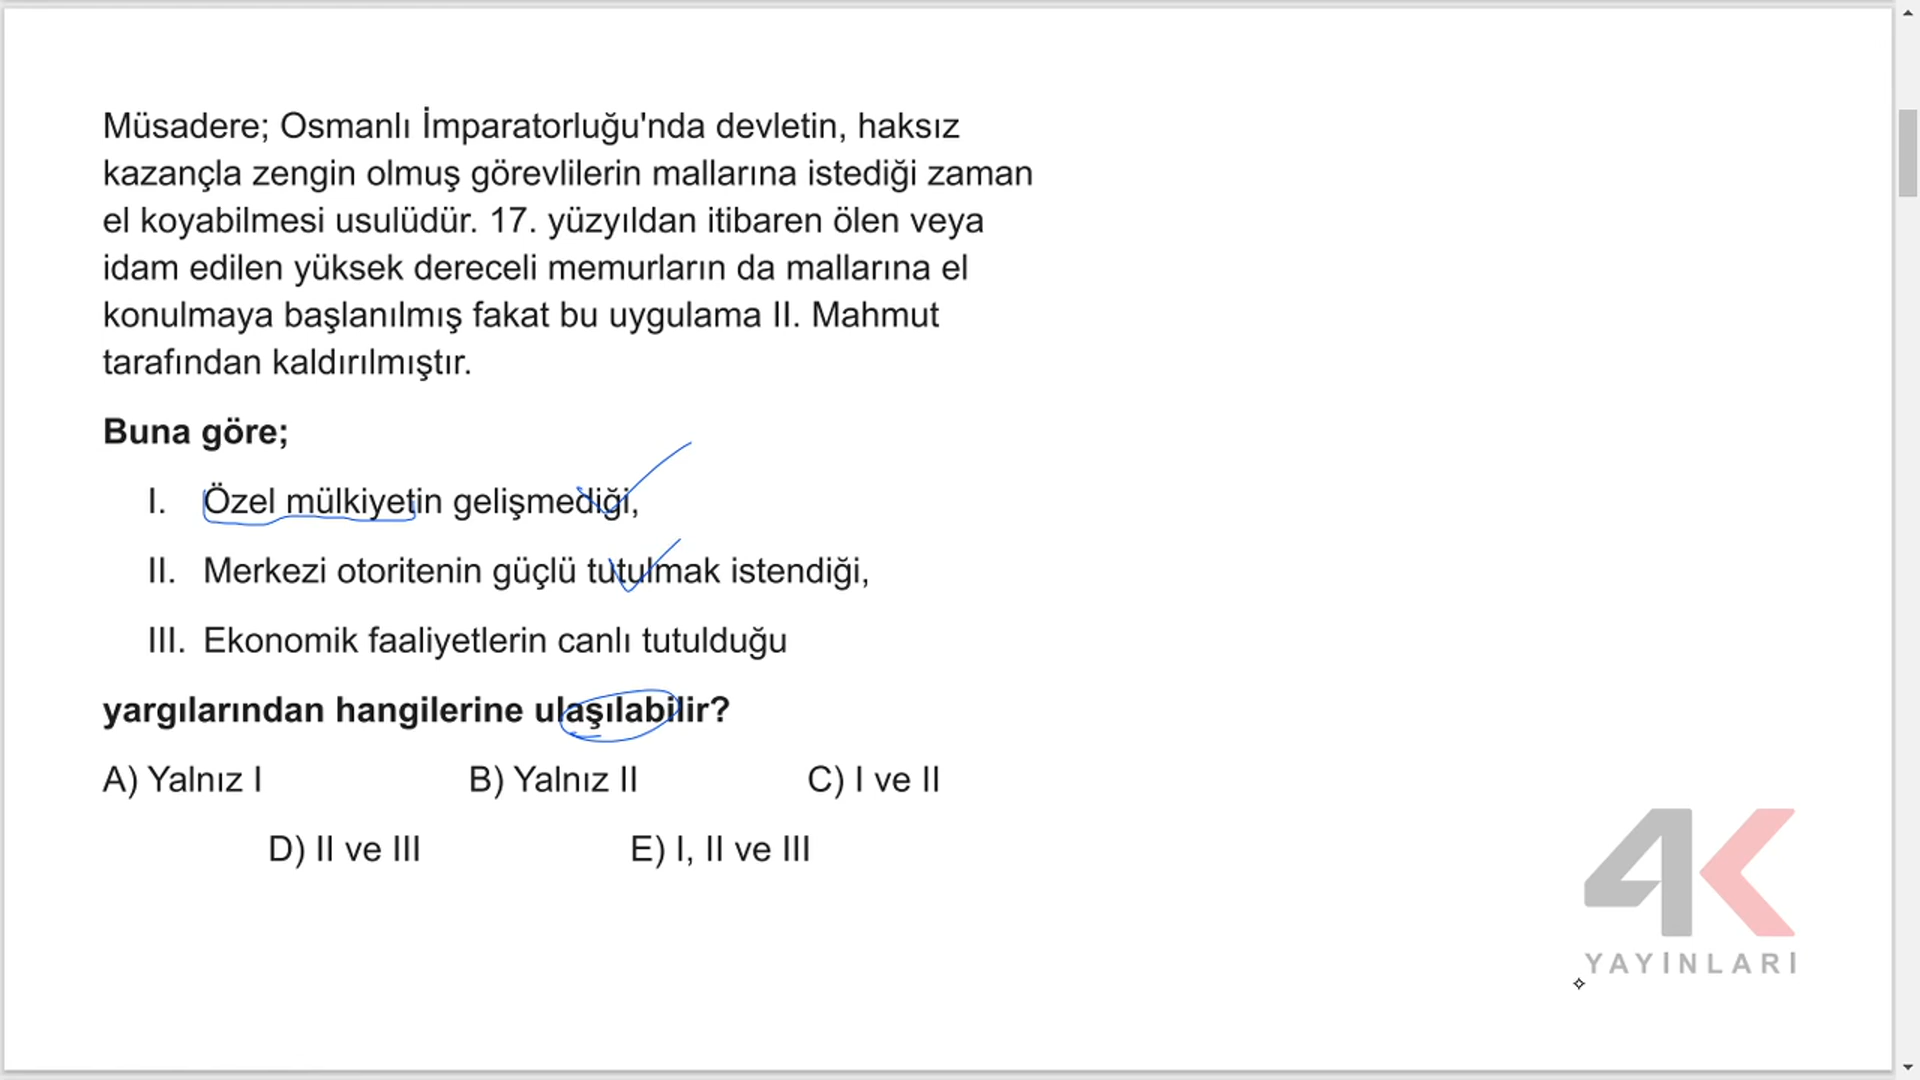 Müsadere; Osmanlı İmparatorluğu'nda devletin, haksız
kazançla zengin olmuş görevlilerin mallarına istediği zaman
el koyabilmesi usulüdür. 17. yüzyıldan itibaren ölen veya
idam edilen yüksek dereceli memurların da mallarına el
konulmaya başlanılmış fakat bu uygulama II. Mahmut
tarafından kaldırılmıştır.
Buna göre;
I. Özel mülkiyetin gelişmediği,
II. Merkezi otoritenin güçlü tutulmak istendiği,
III. Ekonomik faaliyetlerin canlı tutulduğu
yargılarından hangilerine ulaşılabilir?
A) Yalnız I B) Yalnız II C) I ve II
D) II ve III E) I, II ve III
4K
YAYINLARI